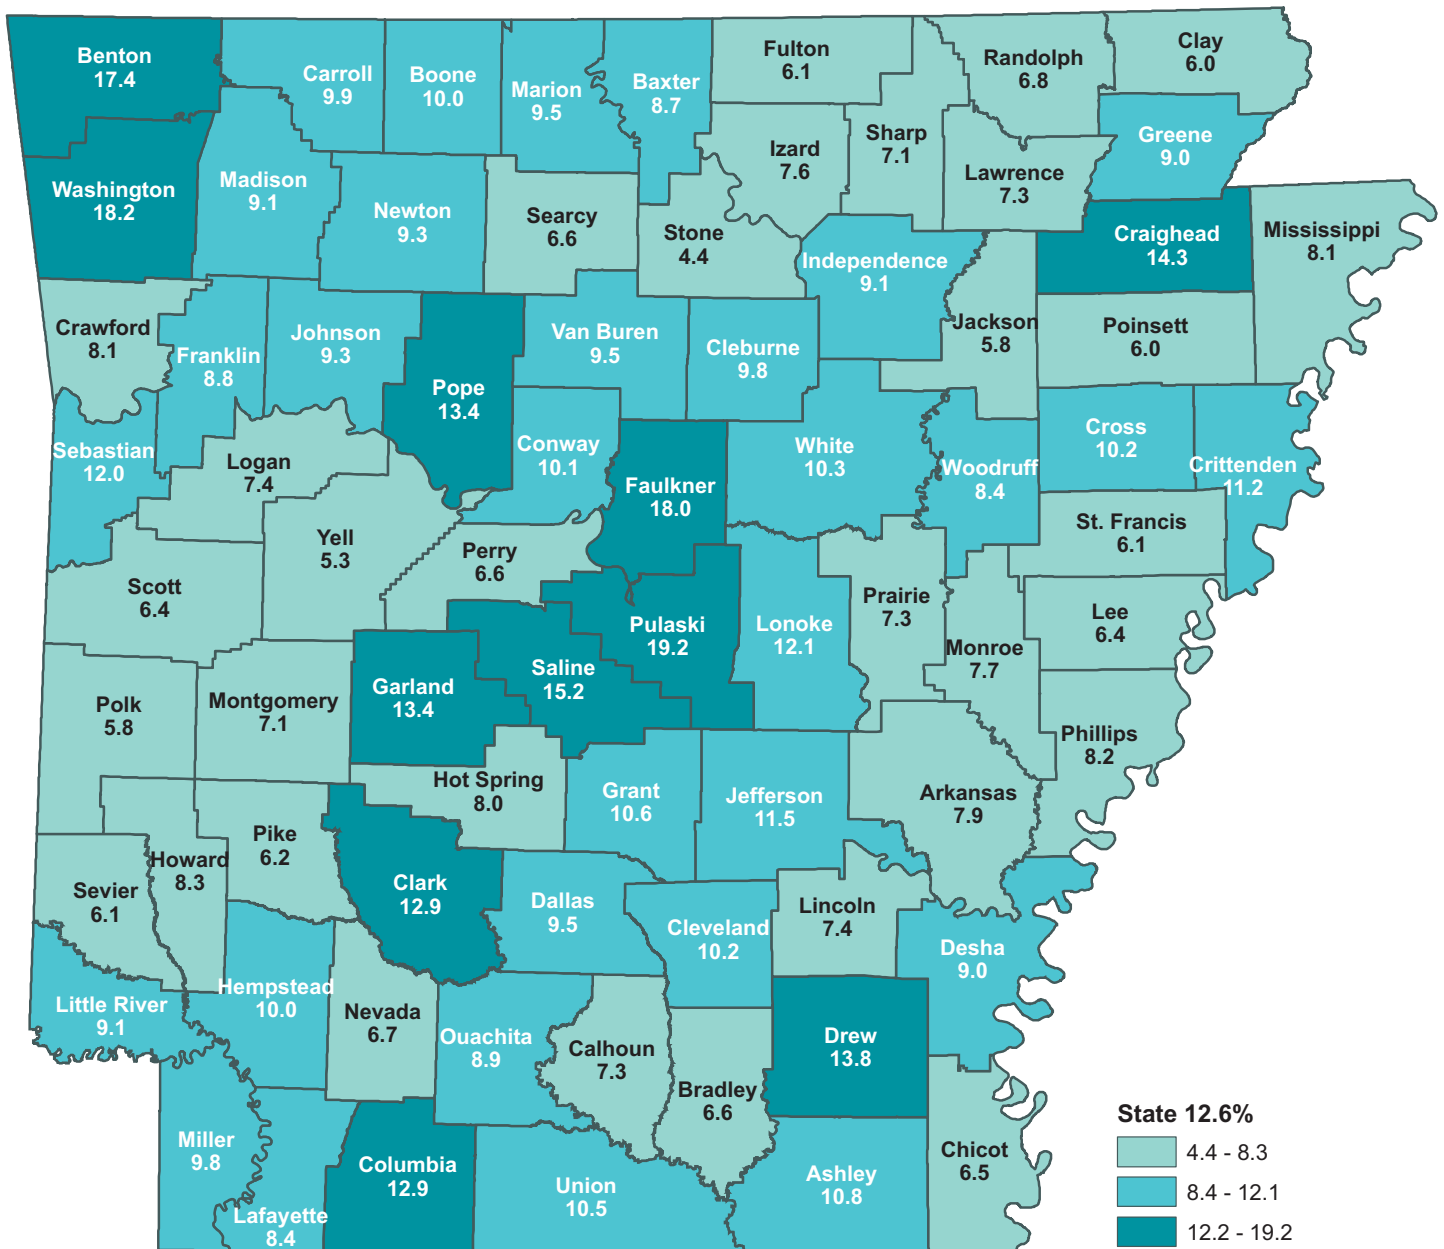 Benton
17.4
Carroll
9.9
Boone
10.0
Marion
9.5
Baxter
8.7
Fulton
6.1
Randolph
6.8
Clay
6.0
Washington
18.2
Madison
9.1
Newton
9.3
Searcy
6.6
Stone
4.4
Izard
7.6
Sharp
7.1
Lawrence
7.3
Greene
9.0
Independence
9.1
Craighead
14.3
Mississippi
8.1
Crawford
8.1
Franklin
8.8
Johnson
9.3
Pope
13.4
Van Buren
9.5
Cleburne
9.8
Jackson
5.8
Poinsett
6.0
Sebastian
12.0
Logan
7.4
Conway
10.1
Faulkner
18.0
White
10.3
Woodruff
8.4
Cross
10.2
Crittenden
11.2
Yell
5.3
Perry
6.6
St. Francis
6.1
Scott
6.4
Pulaski
19.2
Lonoke
12.1
Prairie
7.3
Monroe
7.7
Lee
6.4
Polk
5.8
Montgomery
7.1
Garland
13.4
Saline
15.2
Phillips
8.2
Hot Spring
8.0
Grant
10.6
Jefferson
11.5
Arkansas
7.9
Sevier
6.1
Howard
8.3
Pike
6.2
Clark
12.9
Dallas
9.5
Cleveland
10.2
Lincoln
7.4
Desha
9.0
Little River
9.1
Hempstead
10.0
Nevada
6.7
Ouachita
8.9
Calhoun
7.3
Bradley
6.6
Drew
13.8
Miller
9.8
Lafayette
8.4
Columbia
12.9
Union
10.5
Ashley
10.8
Chicot
6.5
State 12.6%
4.4 - 8.3
8.4 - 12.1
12.2 - 19.2